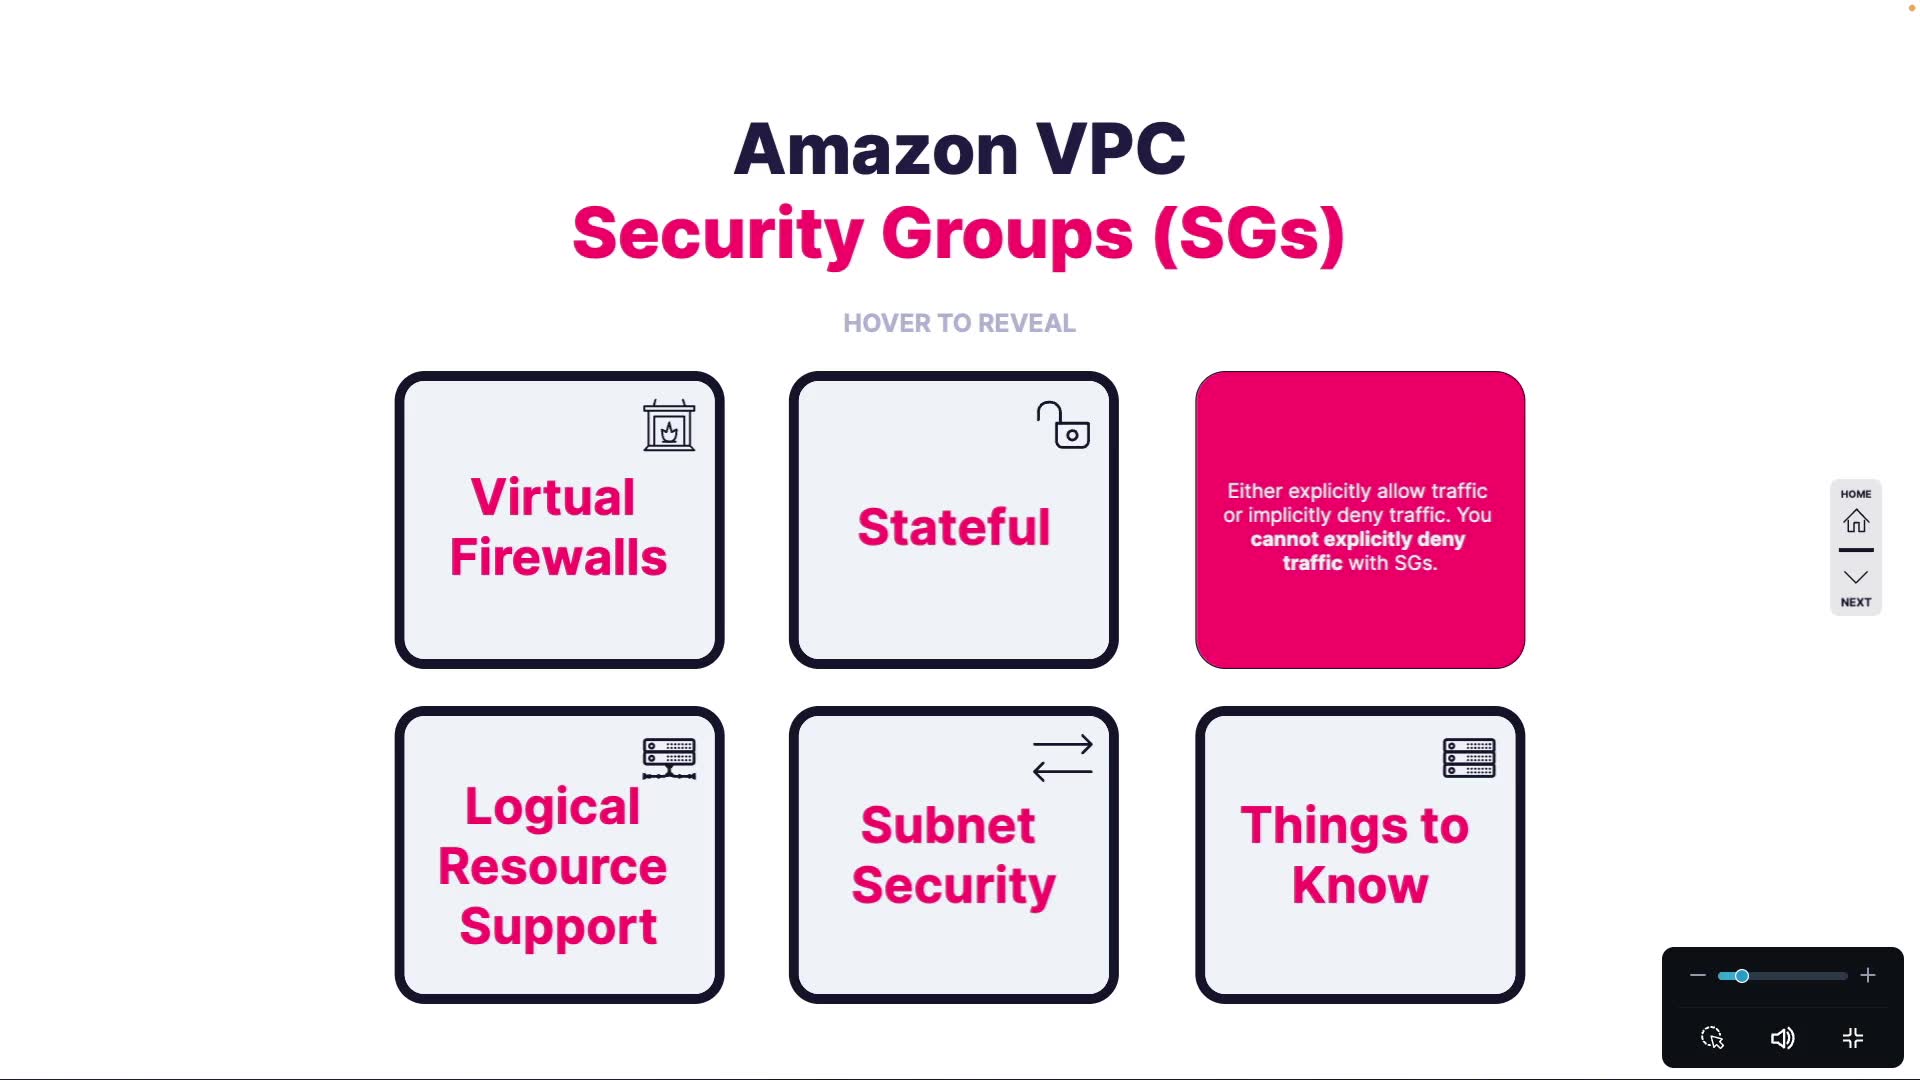 Amazon VPC
Security Groups (SGs)
HOVER TO REVEAL
Virtual
Firewalls
Stateful
Either explicitly allow traffic
or implicitly deny traffic. You
cannot explicitly deny
traffic with SGs.
Logical
Resource
Support
Subnet
Security
Things to
Know
HOME
NEXT